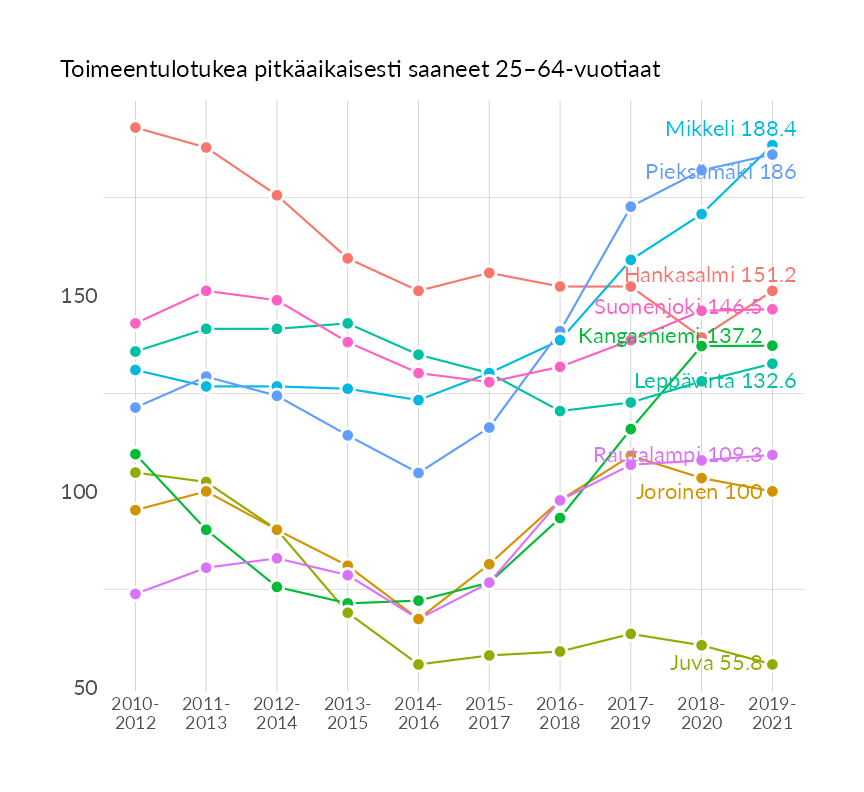 Toimeentulotukea pitkäaikaisesti saaneet 25–64-vuotiaat
Mikkeli 188.4
Pieksämäki 186
Hankasalmi 151.2
150
Suonenjoki 146.5
Kangasniemi 137.2
Leppävirta 132.6
Rautalampi 109.3
100
Joroinen 100
Juva 55.8
50
2010- 2011- 2012- 2013- 2014- 2015- 2016- 2017- 2018- 2019-
2012 2013 2014 2015 2016 2017 2018 2019 2020 2021